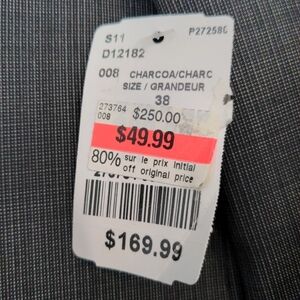 S11
P272580
D12182
008 CHARCOA/CHARC
SIZE / GRANDEUR
38
273764
008
$250.00
$49.99
80% sur le prix initial
off original price
$169.99